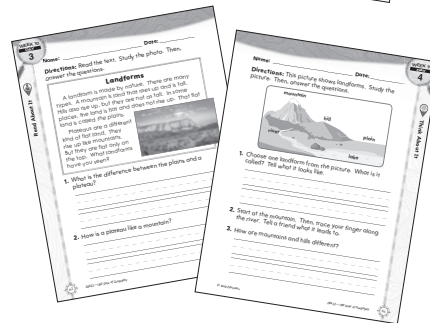 WEEK 10
DAY
3
Name:
Date:
Directions: Read the text. Study the photo. Then,
answer the questions.
Read About It
Landforms
A landform is made by nature. There are many
types. A mountain is land that goes up and is tall.
Hills also rise up, but they are not as tall. In some
places, the land is flat and does not rise up. That flat
land is called the plains.
Plateaus are a different
kind of flat land. They
rise up like mountains.
But they are flat only on
the top. What landforms
have you seen?
1. What is the difference between the plains and a
plateau?
2. How is a plateau like a mountain?
WEEK 10
DAY
4
Name:
Date:
Directions: This picture shows landforms. Study the
picture. Then, answer the questions.
Think About It
mountain
hill
river
plain
lake
1. Choose one landform from the picture. What is it
called? Tell what it looks like.
2. Start at the mountain. Then, trace your finger along
the river. Tell a friend what it leads to.
3. How are mountains and hills different?